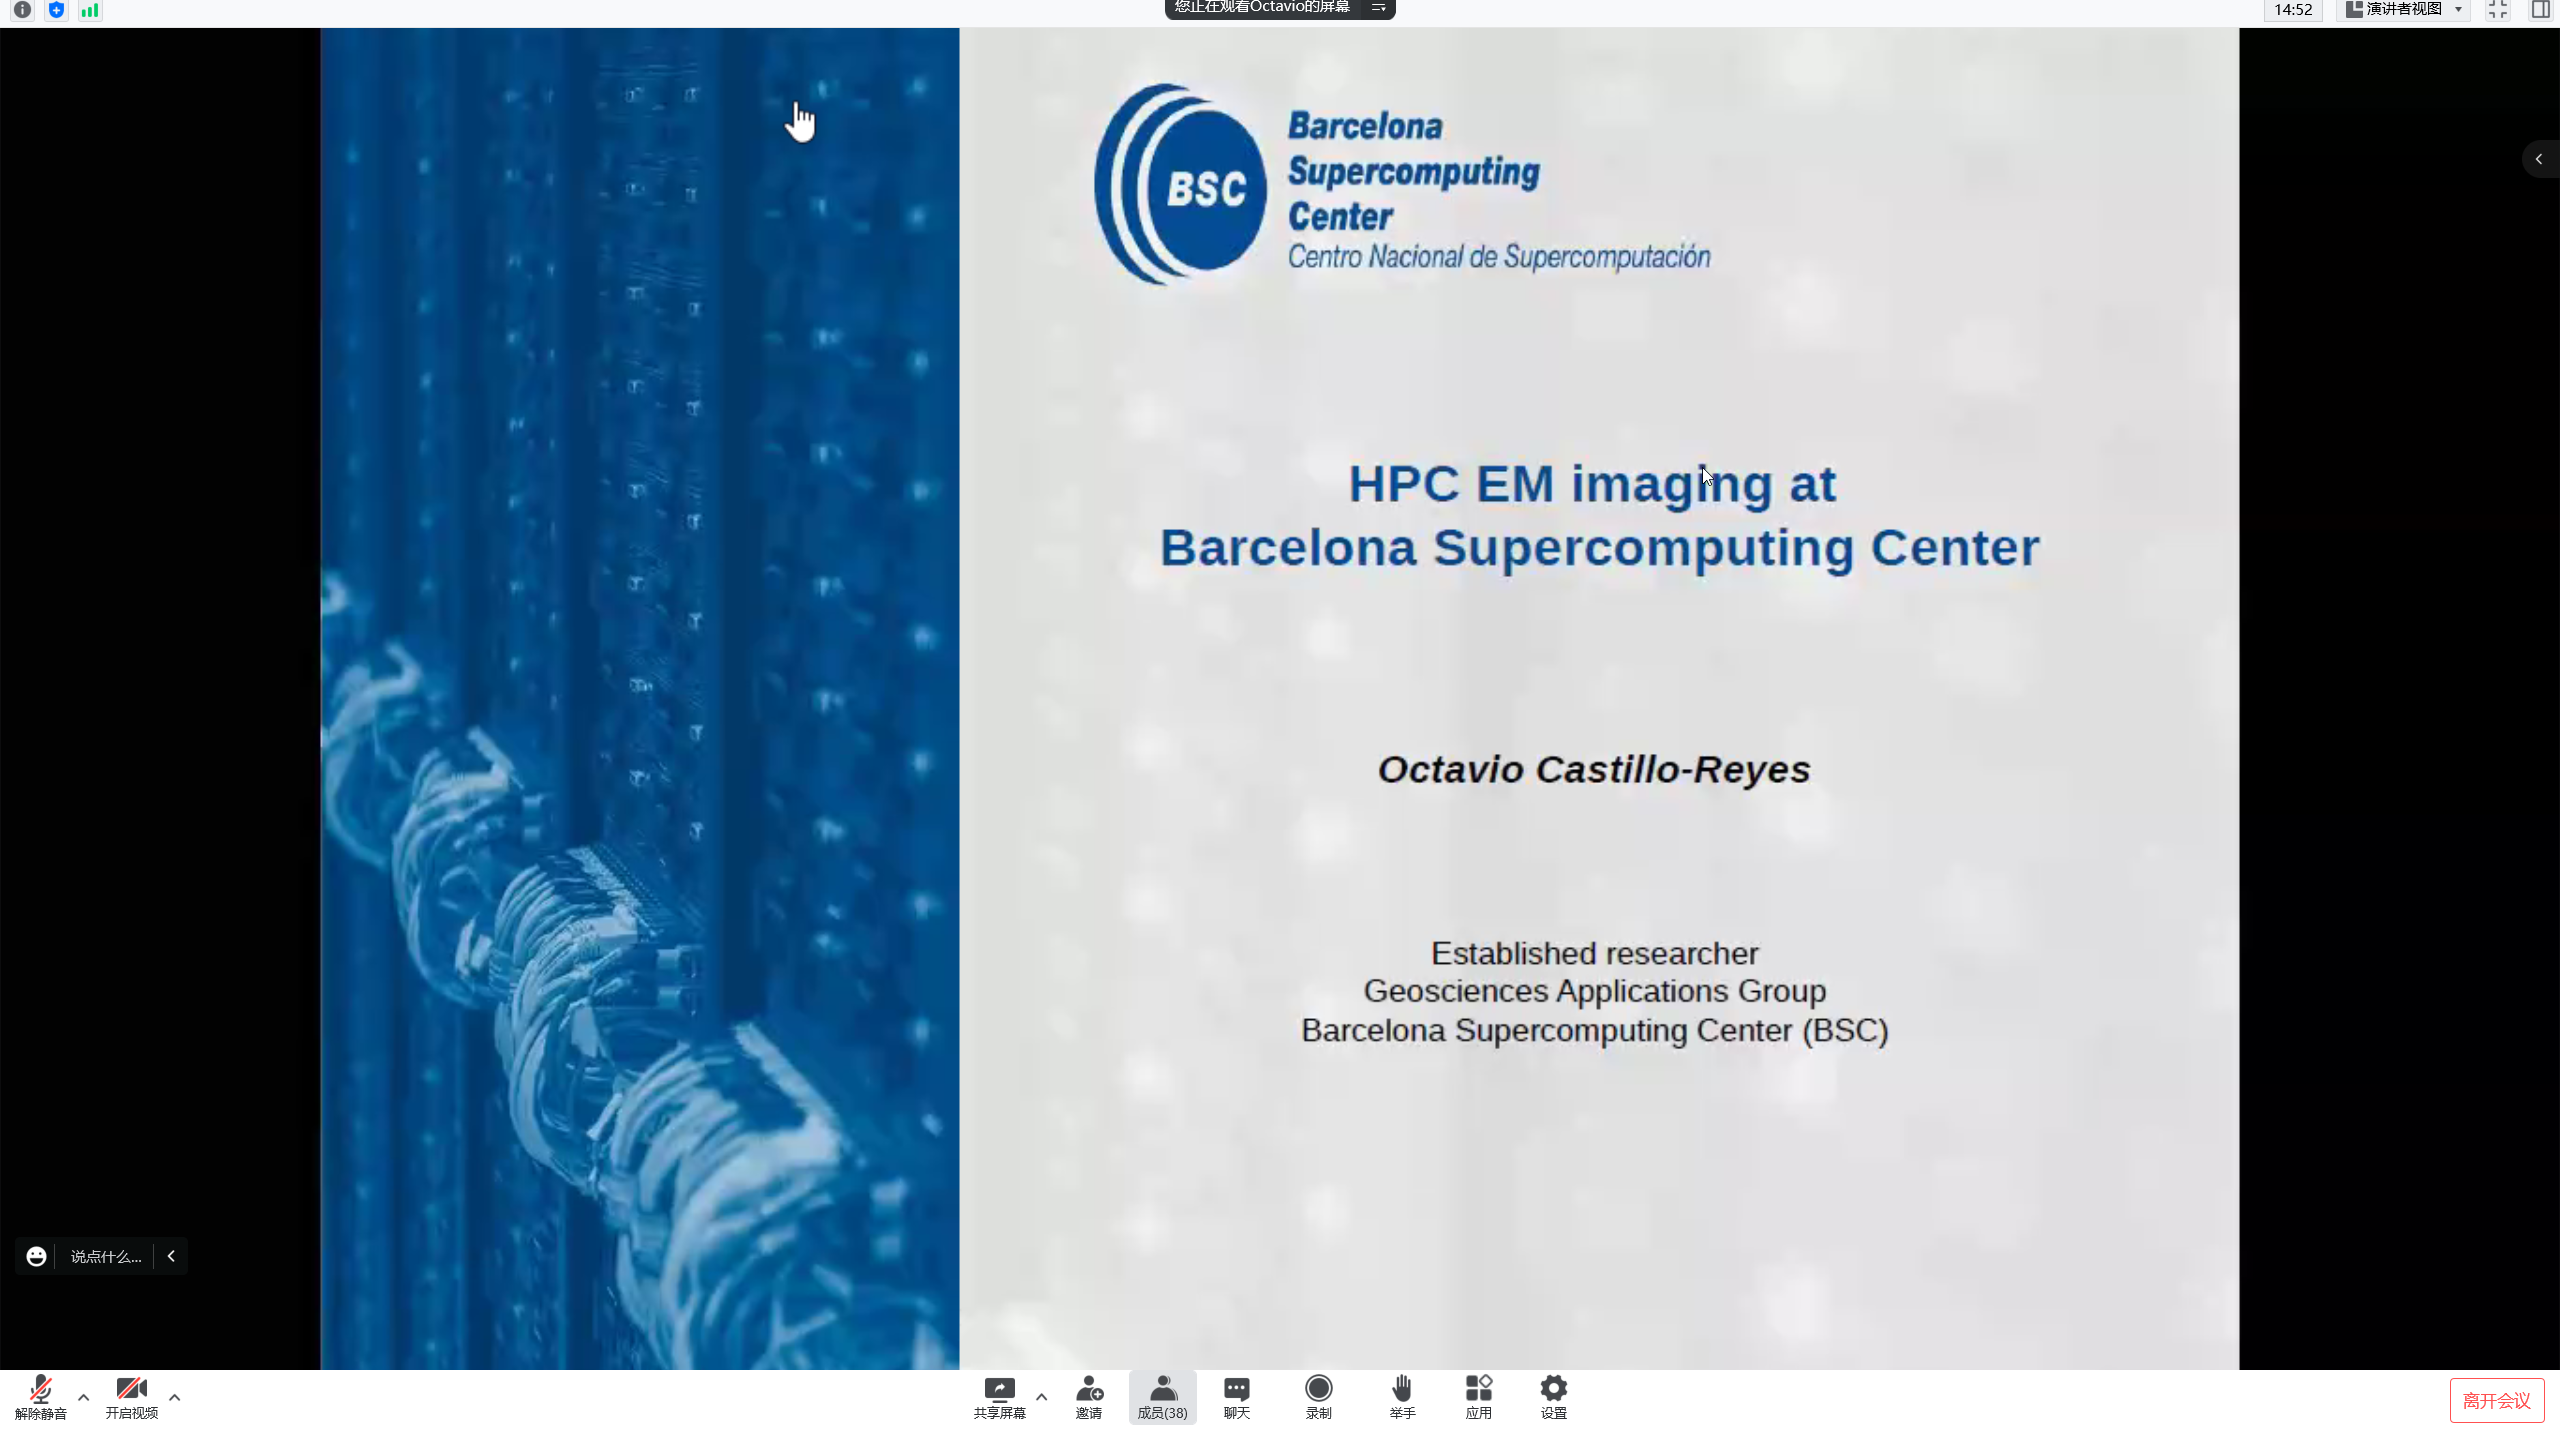 您正在观看Octavio的屏幕
14:52
演讲者视图
BSC
Barcelona
Supercomputing
Center
Centro Nacional de Supercomputación
HPC EM imaging at
Barcelona Supercomputing Center
Octavio Castillo-Reyes
Established researcher
Geosciences Applications Group
Barcelona Supercomputing Center (BSC)
说点什么...
解除静音
开启视频
共享屏幕
邀请
成员(38)
聊天
录制
举手
应用
设置
离开会议